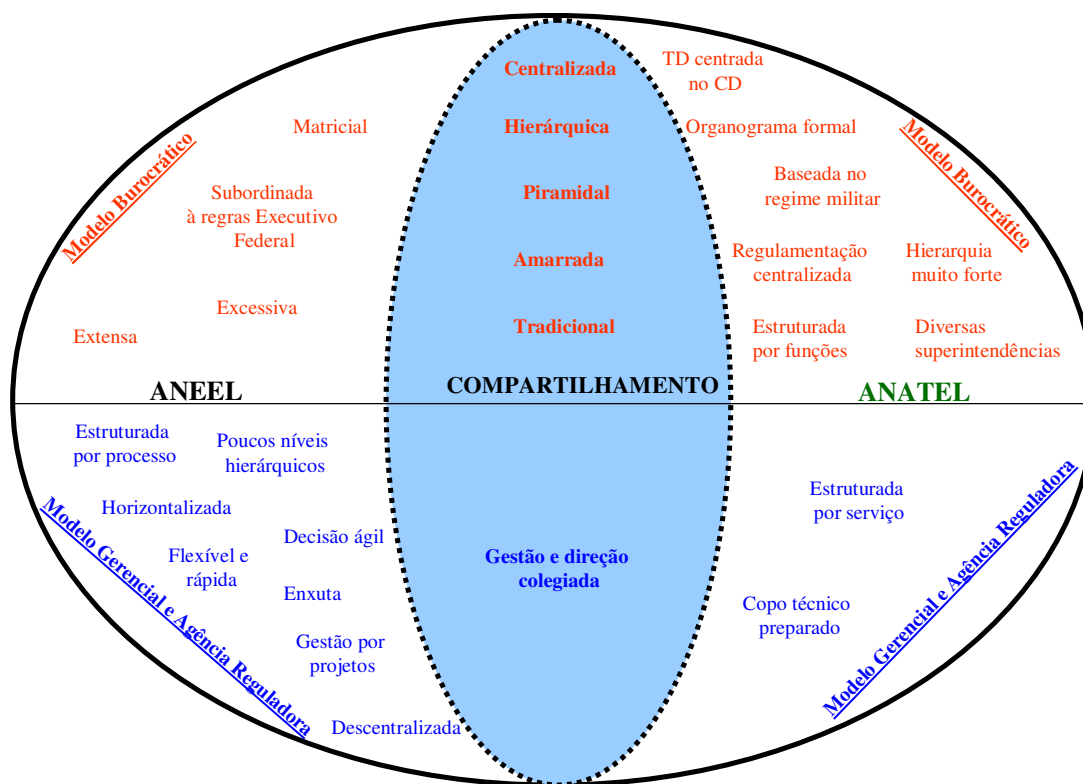 Centralizada
TD centrada
no CD
Matricial
Hierárquica
Organograma formal
Modelo Burocrático
Modelo Burocrático
Subordinada
à regras Executivo
Federal
Piramidal
Baseada no
regime militar
Amarrada
Regulamentação
centralizada
Hierarquia
muito forte
Excessiva
Extensa
Tradicional
Estruturada
por funções
Diversas
superintendências
ANEEL
COMPARTILHAMENTO
ANATEL
Estruturada
por processo
Poucos níveis
hierárquicos
Horizontalizada
Decisão ágil
Flexível e
rápida
Enxuta
Gestão por
projetos
Descentralizada
Modelo Gerencial e Agência Reguladora
Gestão e direção
colegiada
Estruturada
por serviço
Copo técnico
preparado
Modelo Gerencial e Agência Reguladora